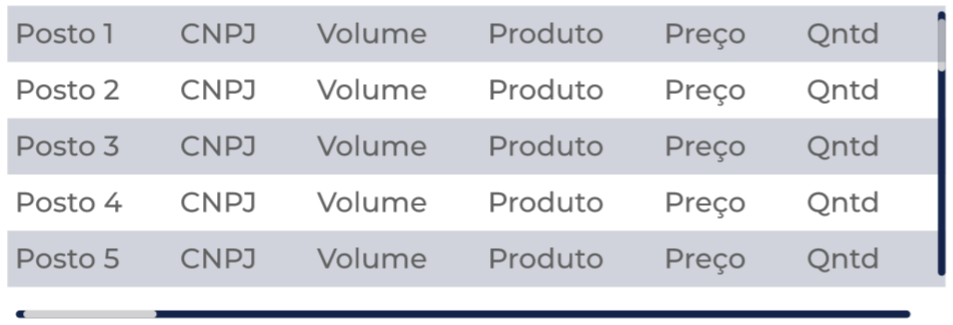 Posto 1 CNPJ Volume Produto Preço Qntd
Posto 2 CNPJ Volume Produto Preço Qntd
Posto 3 CNPJ Volume Produto Preço Qntd
Posto 4 CNPJ Volume Produto Preço Qntd
Posto 5 CNPJ Volume Produto Preço Qntd